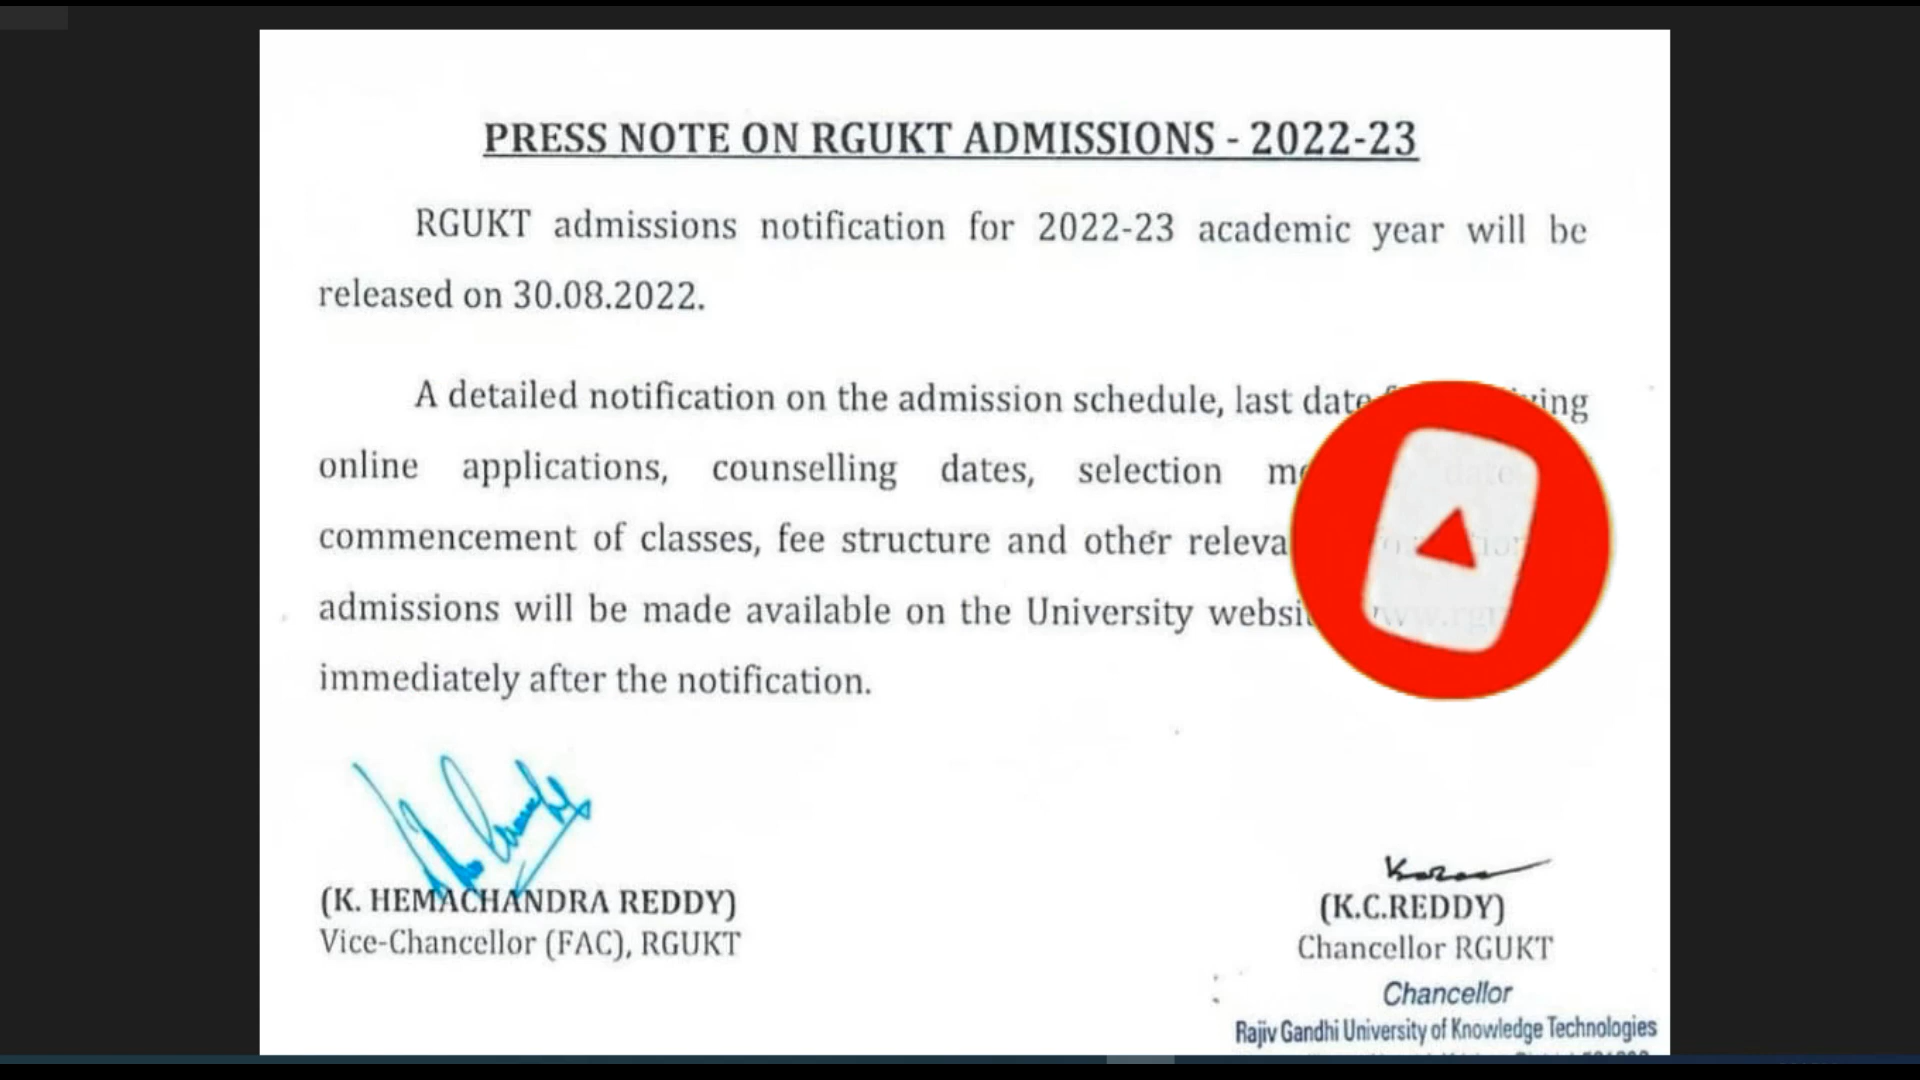 PRESS NOTE ON RGUKT ADMISSIONS - 2022-23
RGUKT admissions notification for 2022-23 academic year will be
released on 30.08.2022.
A detailed notification on the admission schedule, last date
online applications, counselling dates, selection
commencement of classes, fee structure and other
admissions will be made available on the University
immediately after the notification.
(K. HEMACHANDRA REDDY)
Vice-Chancellor (FAC), RGUKT
(K.C.REDDY)
Chancellor RGUKT
Chancellor
Rajiv Gandhi University of Knowledge Technologies